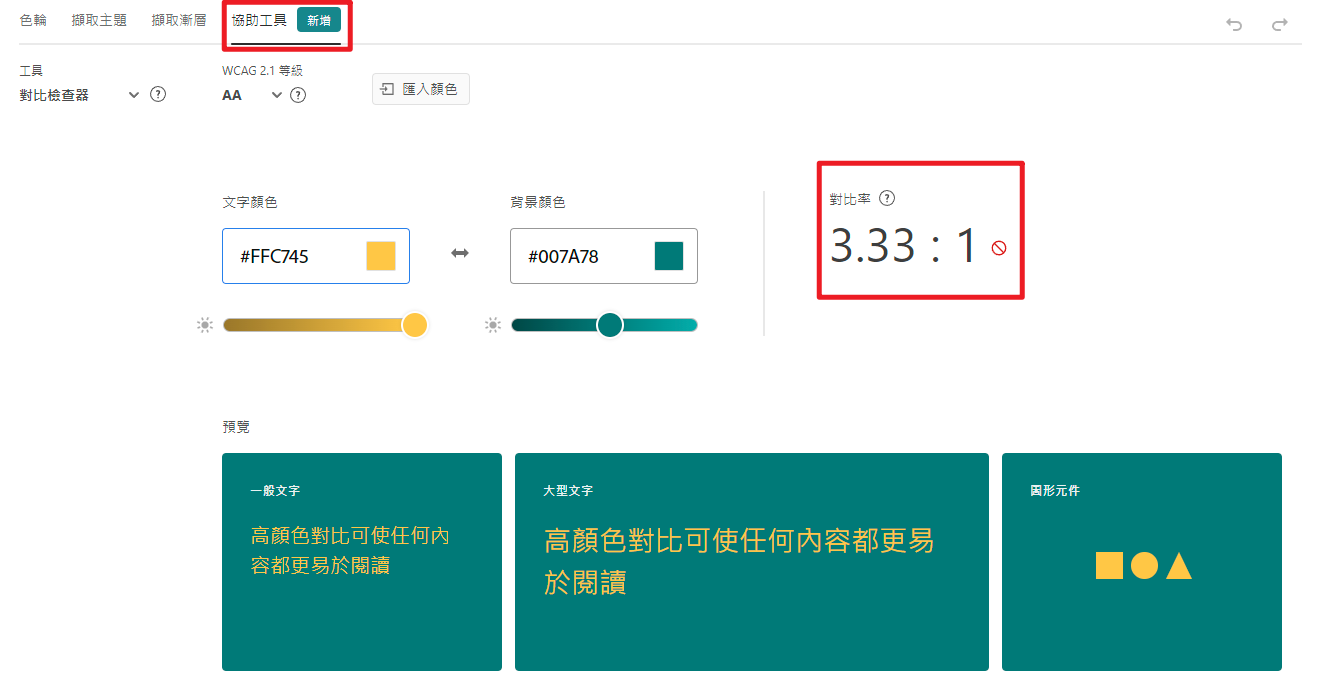 色輪 擷取主題 擷取漸層 協助工具 新增
工具
對比檢查器 ?
WCAG 2.1 等級
AA ?
匯入顏色
文字顏色
#FFC745
背景顏色
#007A78
對比率 ?
3.33 : 1
預覽
一般文字
高顏色對比可使任何內
容都更易於閱讀
大型文字
高顏色對比可使任何內容都更易
於閱讀
圖形元件